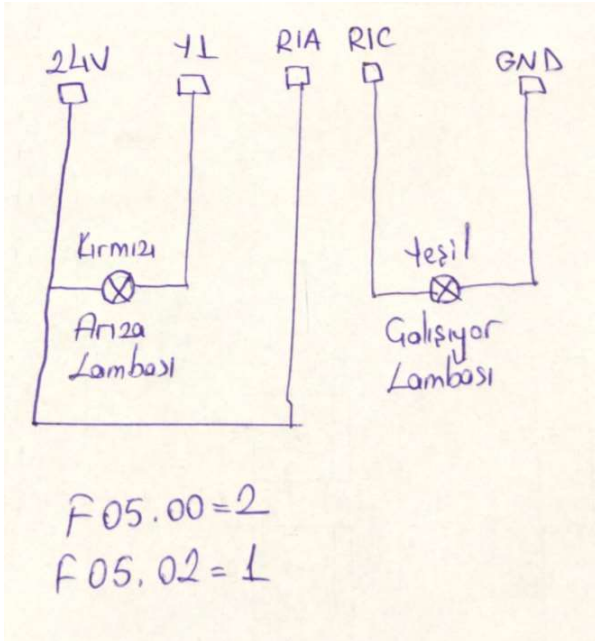 24V Y1 R1A R1C GND
Kırmızı
Arıza
Lambası
Yeşil
Çalışıyor
Lambası
F05.00=2
F05.02=1